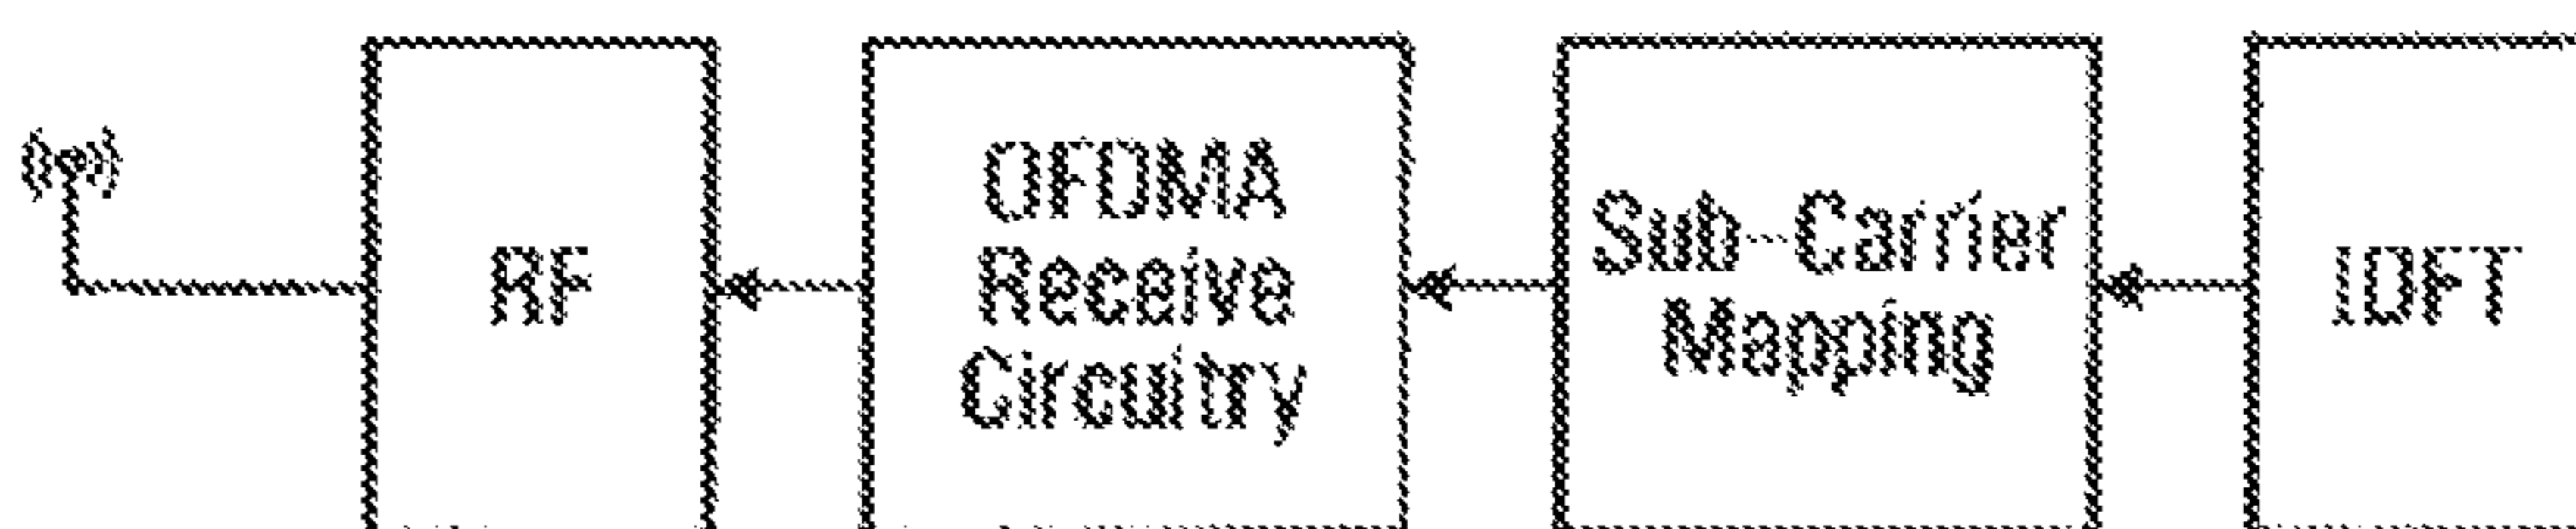 RF
OFDMA
Receive
Circuitry
Sub-Carrier
Mapping
IDFT